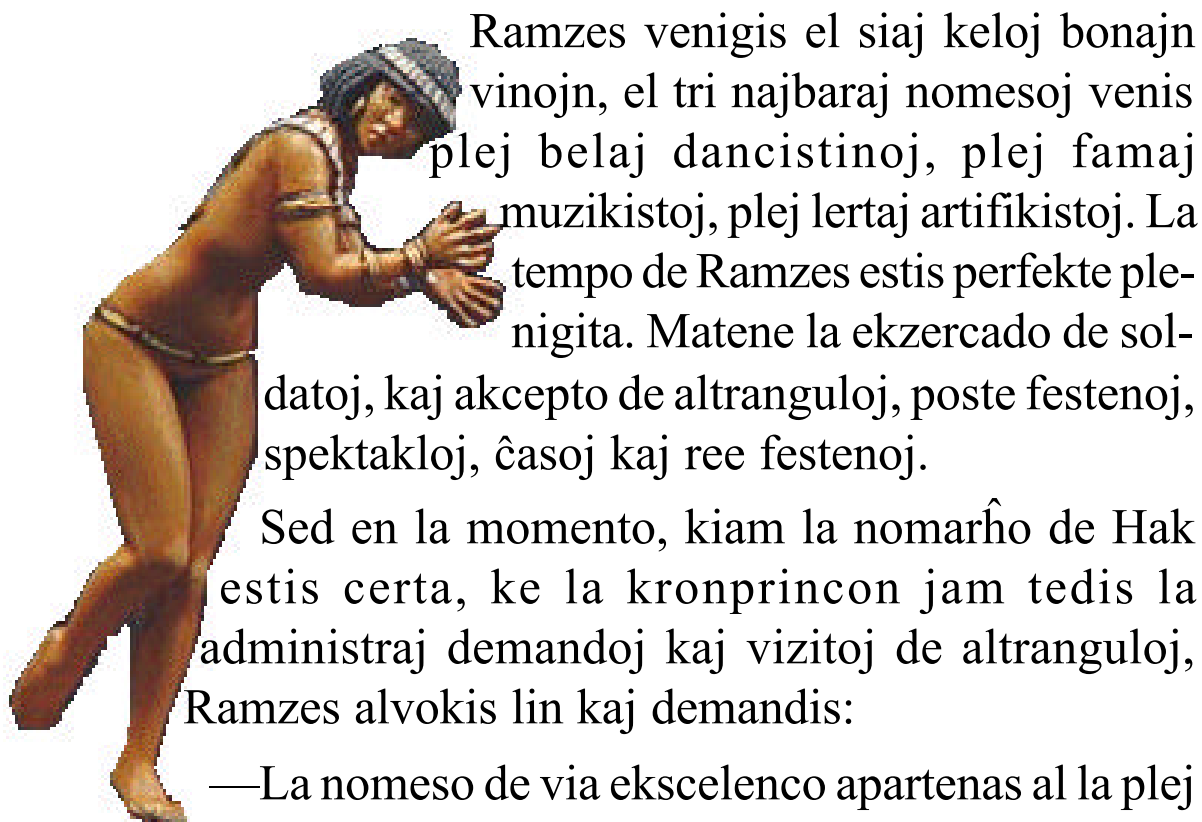 Ramzes venigis el siaj keloj bonajn
vinojn, el tri najbaraj nomesoj venis
plej belaj dancistinoj, plej famaj
muzikistoj, plej lertaj artifikistoj. La
tempo de Ramzes estis perfekte ple-
nigita. Matene la ekzercado de sol-
datoj, kaj akcepto de altranguloj, poste festenoj,
spektakloj, ĉasoj kaj ree festenoj.
Sed en la momento, kiam la nomarĥo de Hak
estis certa, ke la kronprincon jam tedis la
administraj demandoj kaj vizitoj de altranguloj,
Ramzes alvokis lin kaj demandis:
—La nomeso de via ekscelenco apartenas al la plej